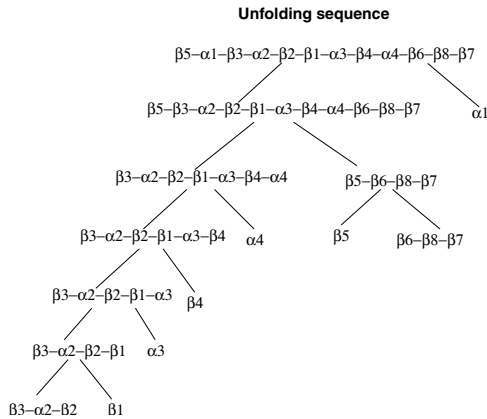 Unfolding sequence
β5–α1–β3–α2–β2–β1–α3–β4–α4–β6–β8–β7
β5–β3–α2–β2–β1–α3–β4–α4–β6–β8–β7
α1
β3–α2–β2–β1–α3–β4–α4
β5–β6–β8–β7
β3–α2–β2–β1–α3–β4
α4
β5
β6–β8–β7
β3–α2–β2–β1–α3
β4
β3–α2–β2–β1
α3
β3–α2–β2
β1